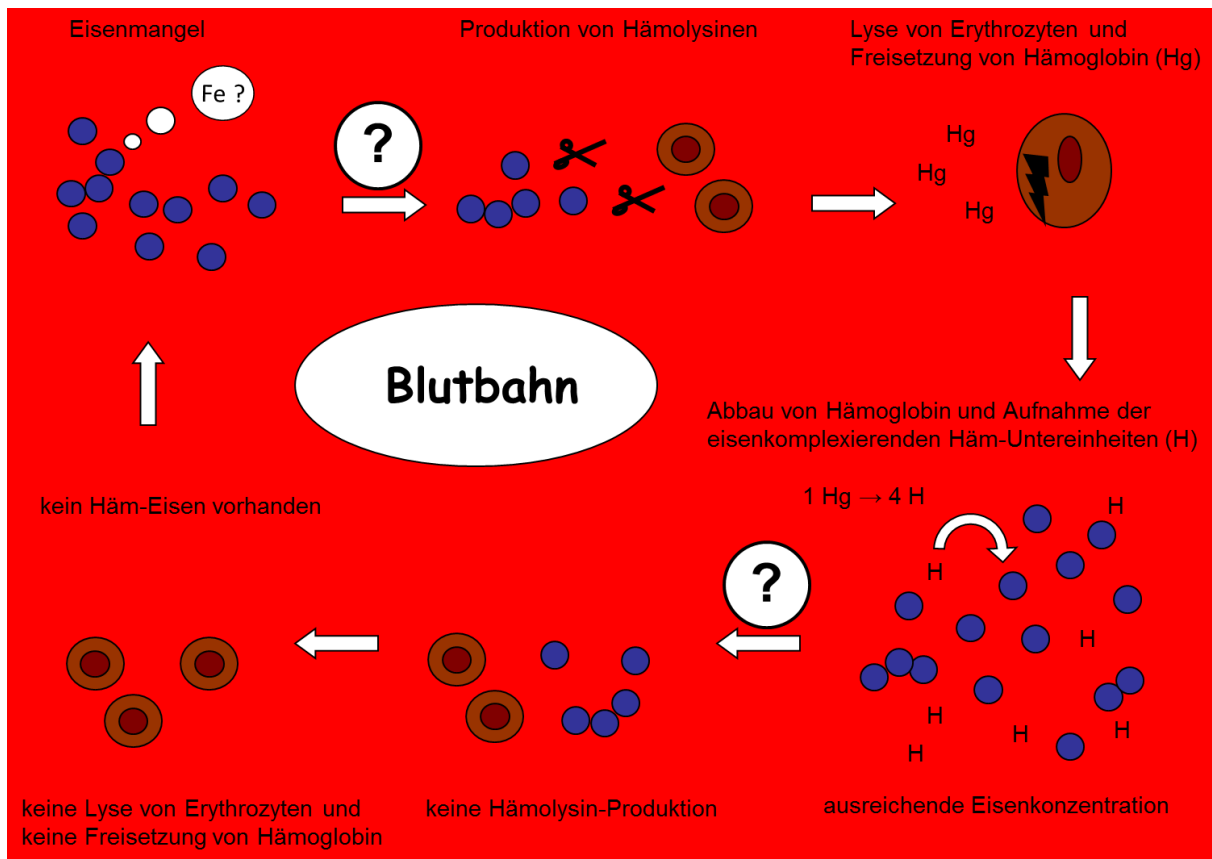 Eisenmangel
Produktion von Hämolysinen
Lyse von Erythrozyten und
Freisetzung von Hämoglobin (Hg)
Fe ?
?
Hg
Hg
Hg
Blutbahn
Abbau von Hämoglobin und Aufnahme der
eisenkomplexierenden Häm-Untereinheiten (H)
kein Häm-Eisen vorhanden
1 Hg → 4 H
H
H
?
H
H
H
H
H
keine Lyse von Erythrozyten und
keine Freisetzung von Hämoglobin
keine Hämolysin-Produktion
ausreichende Eisenkonzentration